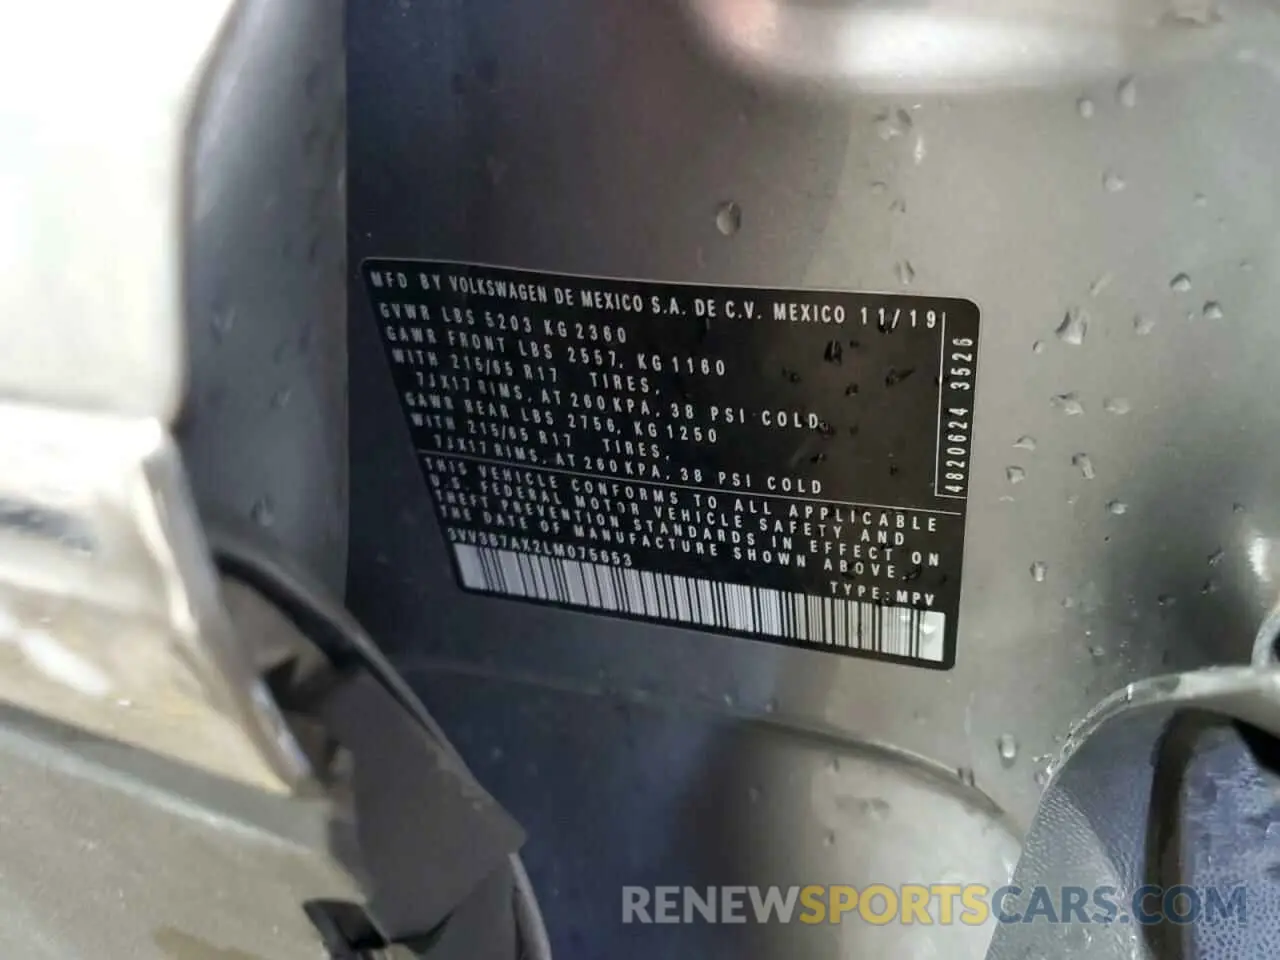 MFD BY VOLKSWAGEN DE MEXICO S.A. DE C.V. MEXICO 11/19
GVWR LBS 5203 KG 2360
GAWR FRONT LBS 2557, KG 1160
WITH 215/65 R17 TIRES,
7JX17 RIMS, AT 260 KPA, 38 PSI COLD,
GAWR REAR LBS 2756, KG 1250
WITH 215/65 R17 TIRES,
7JX17 RIMS, AT 260 KPA, 38 PSI COLD
4820624 3526
THIS VEHICLE CONFORMS TO ALL APPLICABLE
U.S. FEDERAL MOTOR VEHICLE SAFETY AND
THEFT PREVENTION STANDARDS IN EFFECT ON
THE DATE OF MANUFACTURE SHOWN ABOVE.
3VV3B7AX2LM075653
TYPE: MPV
RENEWSPORTSCARS.COM